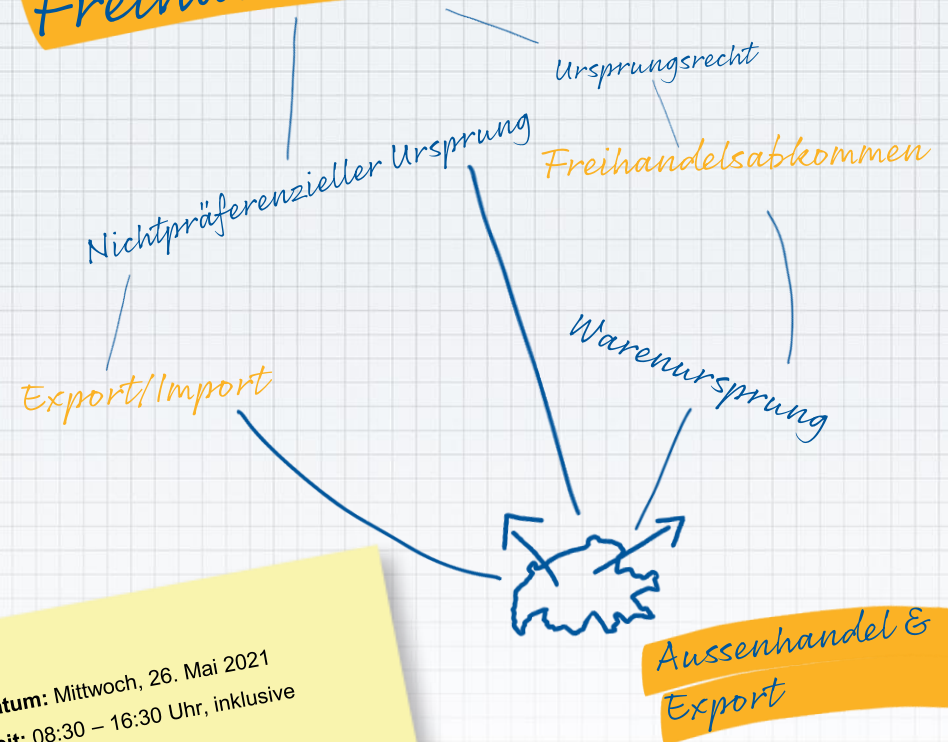 Ursprungsrecht
Nichtpräferenzieller Ursprung
Freihandelsabkommen
Warenursprung
Export/Import
Aussenhandel &
Export
Mittwoch, 26. Mai 2021
08:30 – 16:30 Uhr, inklusive